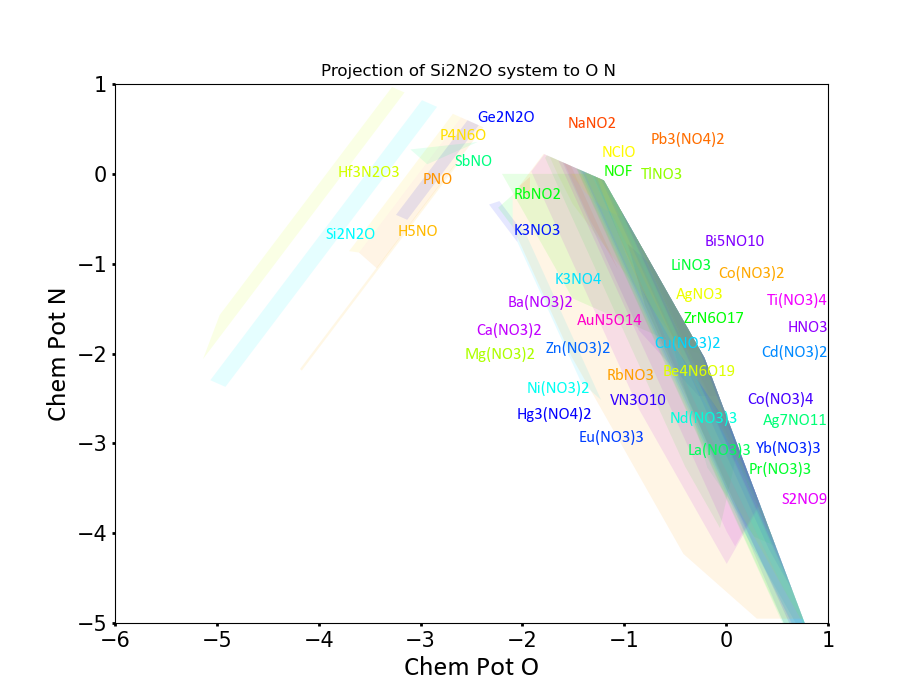 Projection of Si2N2O system to O N
1
Ge2N2O
NaNO2
P4N6O
Pb3(NO4)2
NClO
SbNO
Hf3N2O3
NOF
TlNO3
0
PNO
RbNO2
Si2N2O
H5NO
K3NO3
Bi5NO10
−1
LiNO3
Co(NO3)2
K3NO4
AgNO3
Ti(NO3)4
Ba(NO3)2
AuN5O14
ZrN6O17
HNO3
Ca(NO3)2
Mg(NO3)2
Zn(NO3)2
Cd(NO3)2
−2
RbNO3
Re4N6O19
Ni(NO3)2
VN3O10
Co(NO3)4
Hg3(NO4)2
Nd(NO3)3
Ag7NO11
Eu(NO3)3
−3
La(NO3)3
Yb(NO3)3
Pr(NO3)3
S2NO9
−4
−5
−6
−5
−4
−3
−2
−1
0
1
Chem Pot N
Chem Pot O